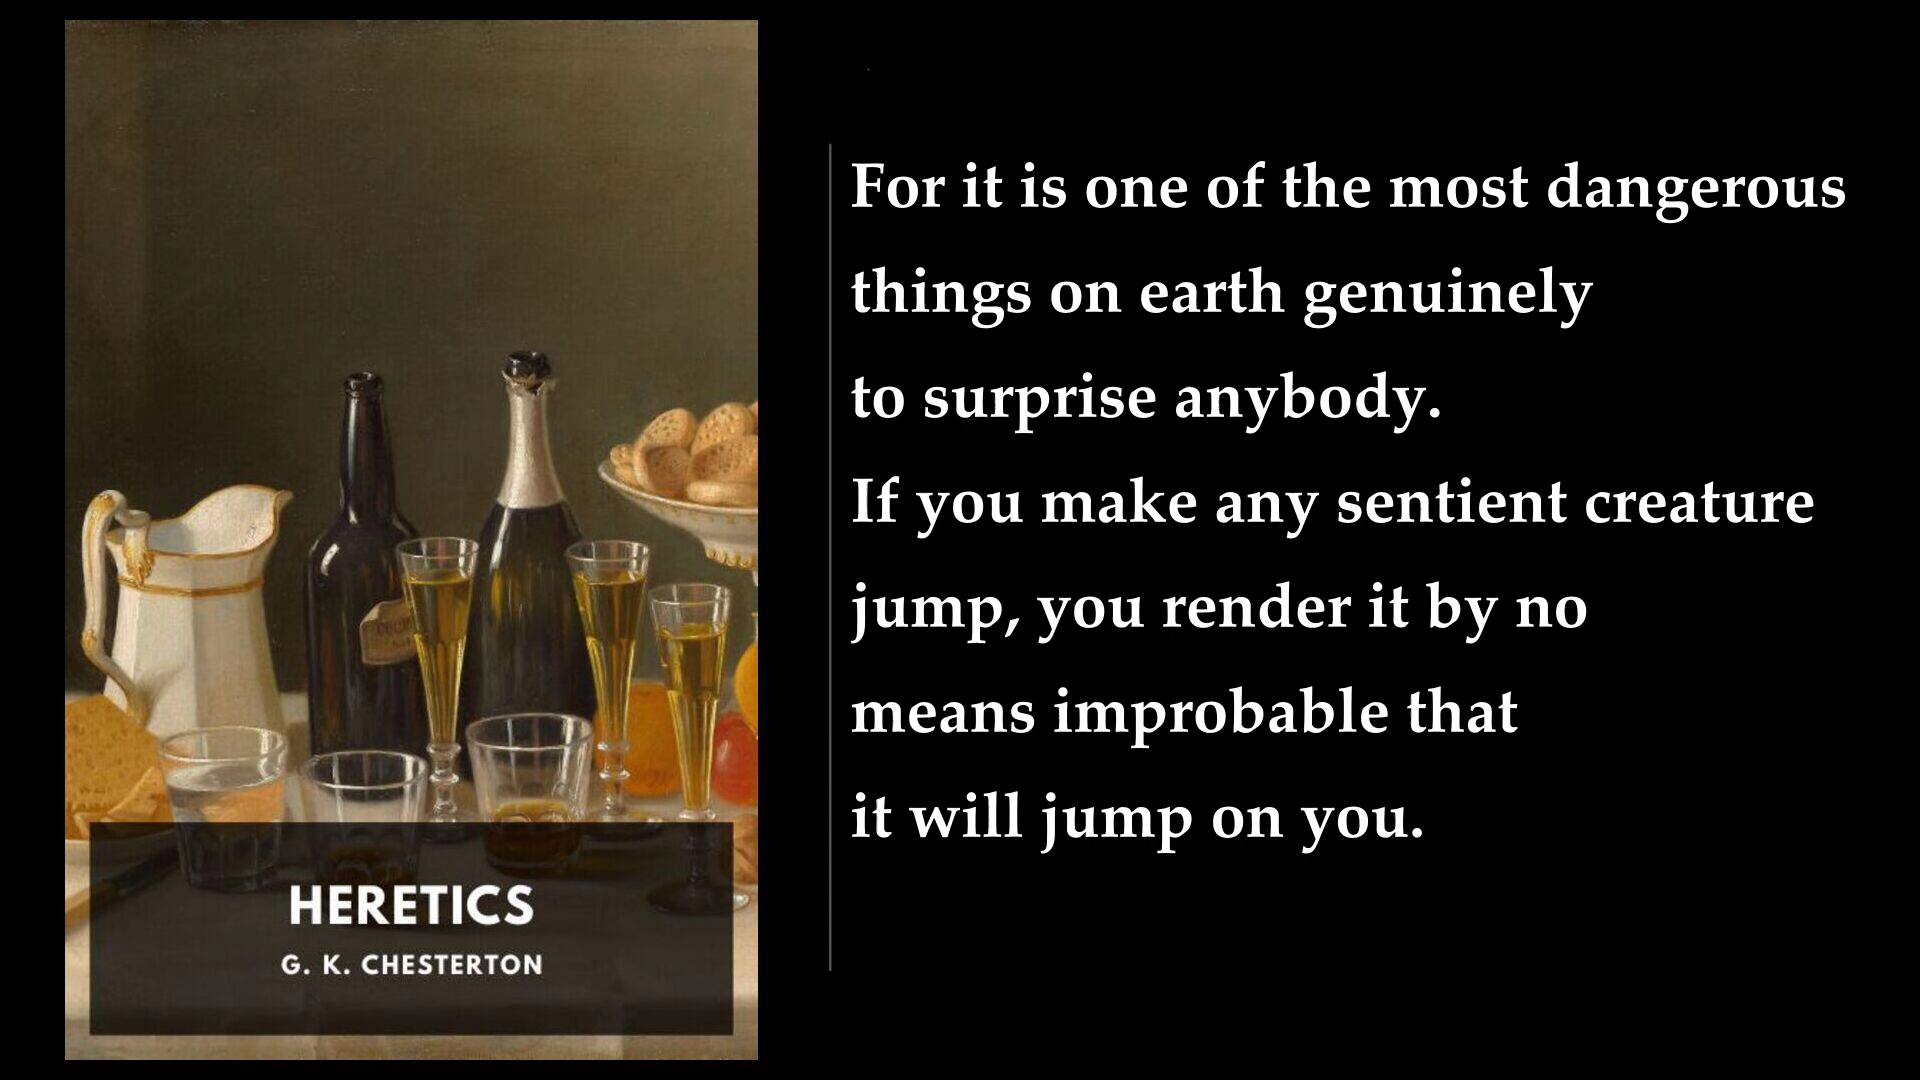 For it is one of the most dangerous
things on earth genuinely
to surprise anybody.
If you make any sentient creature
jump, you render it by no
means improbable that
it will jump on you.
HERETICS
G. K. CHESTERTON